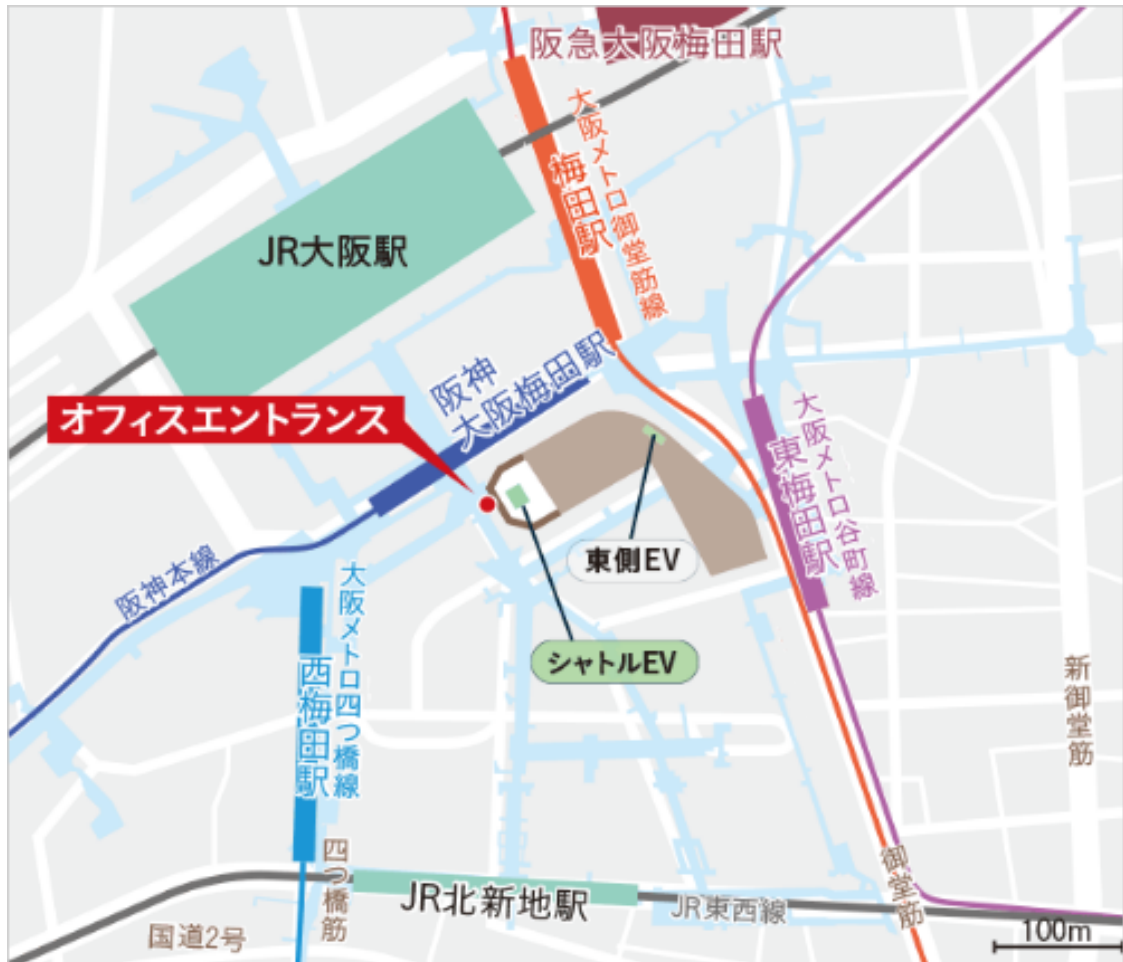 阪急大阪梅田駅
大阪メトロ御堂筋線
梅田駅
JR大阪駅
阪神
大阪梅田駅
オフィスエントランス
大阪メトロ谷町線
東梅田駅
東側EV
阪神本線
大阪メトロ四つ橋線
西梅田駅
シャトルEV
新御堂筋
四つ橋筋
JR北新地駅
JR東西線
御堂筋
国道2号
100m